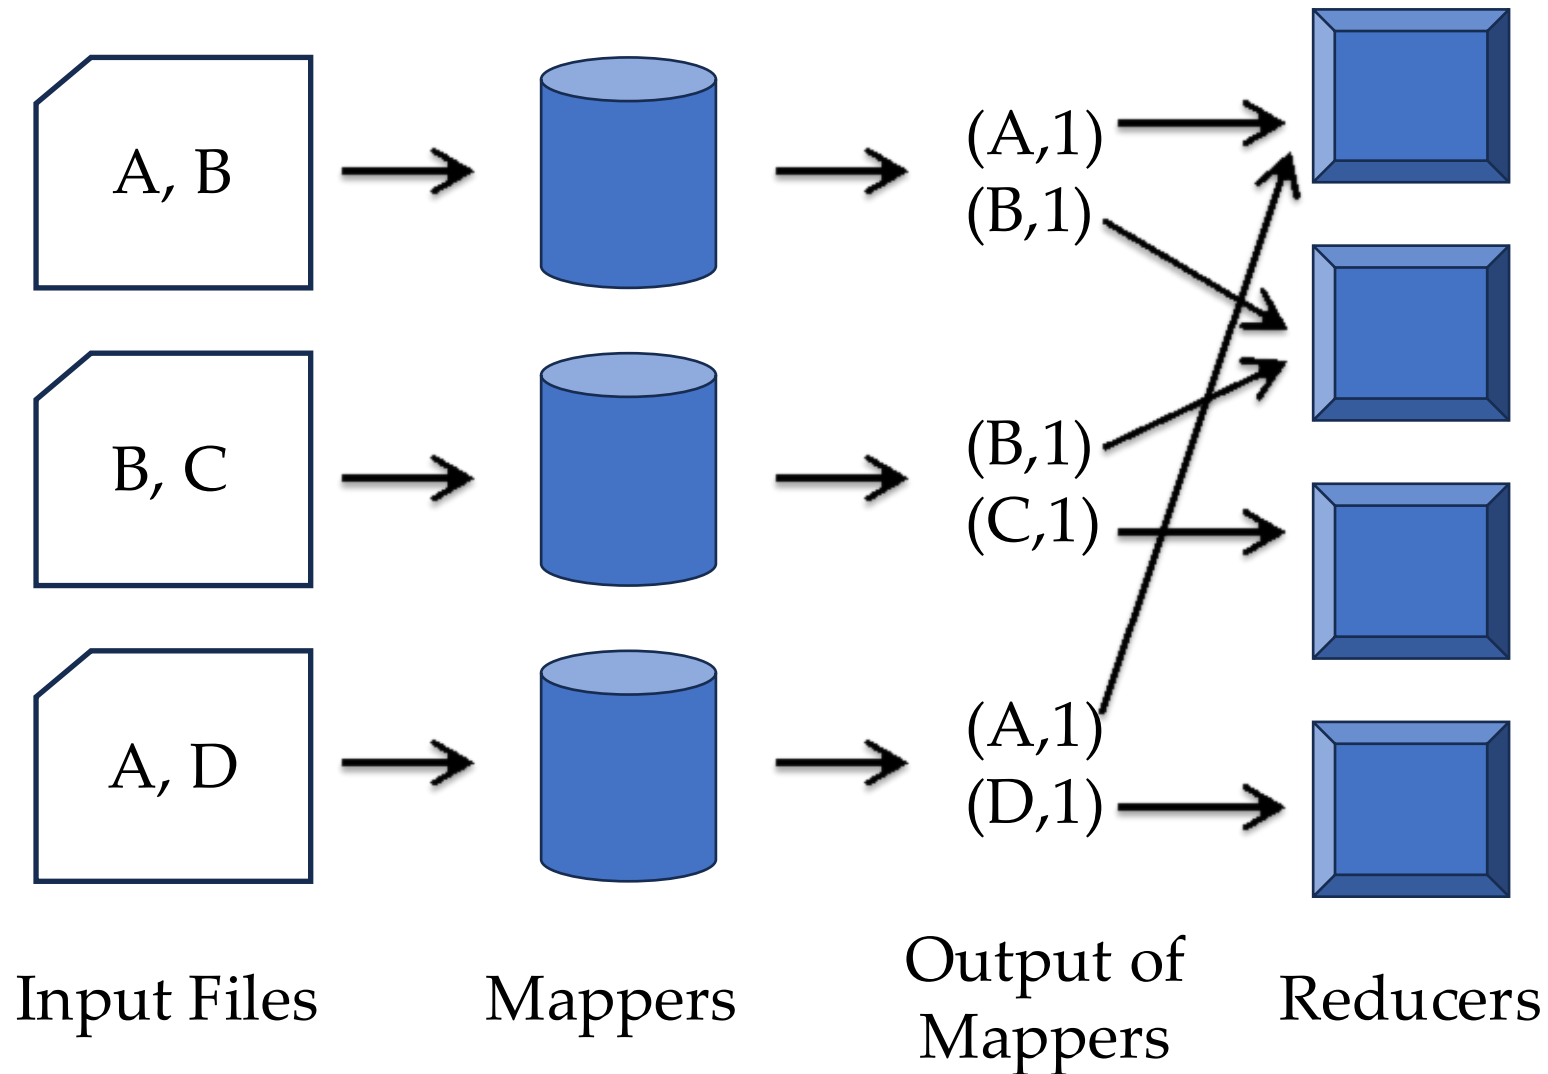 A, B
(A,1)
(B,1)
B, C
(B,1)
(C,1)
A, D
(A,1)
(D,1)
Input Files
Mappers
Output of
Mappers
Reducers